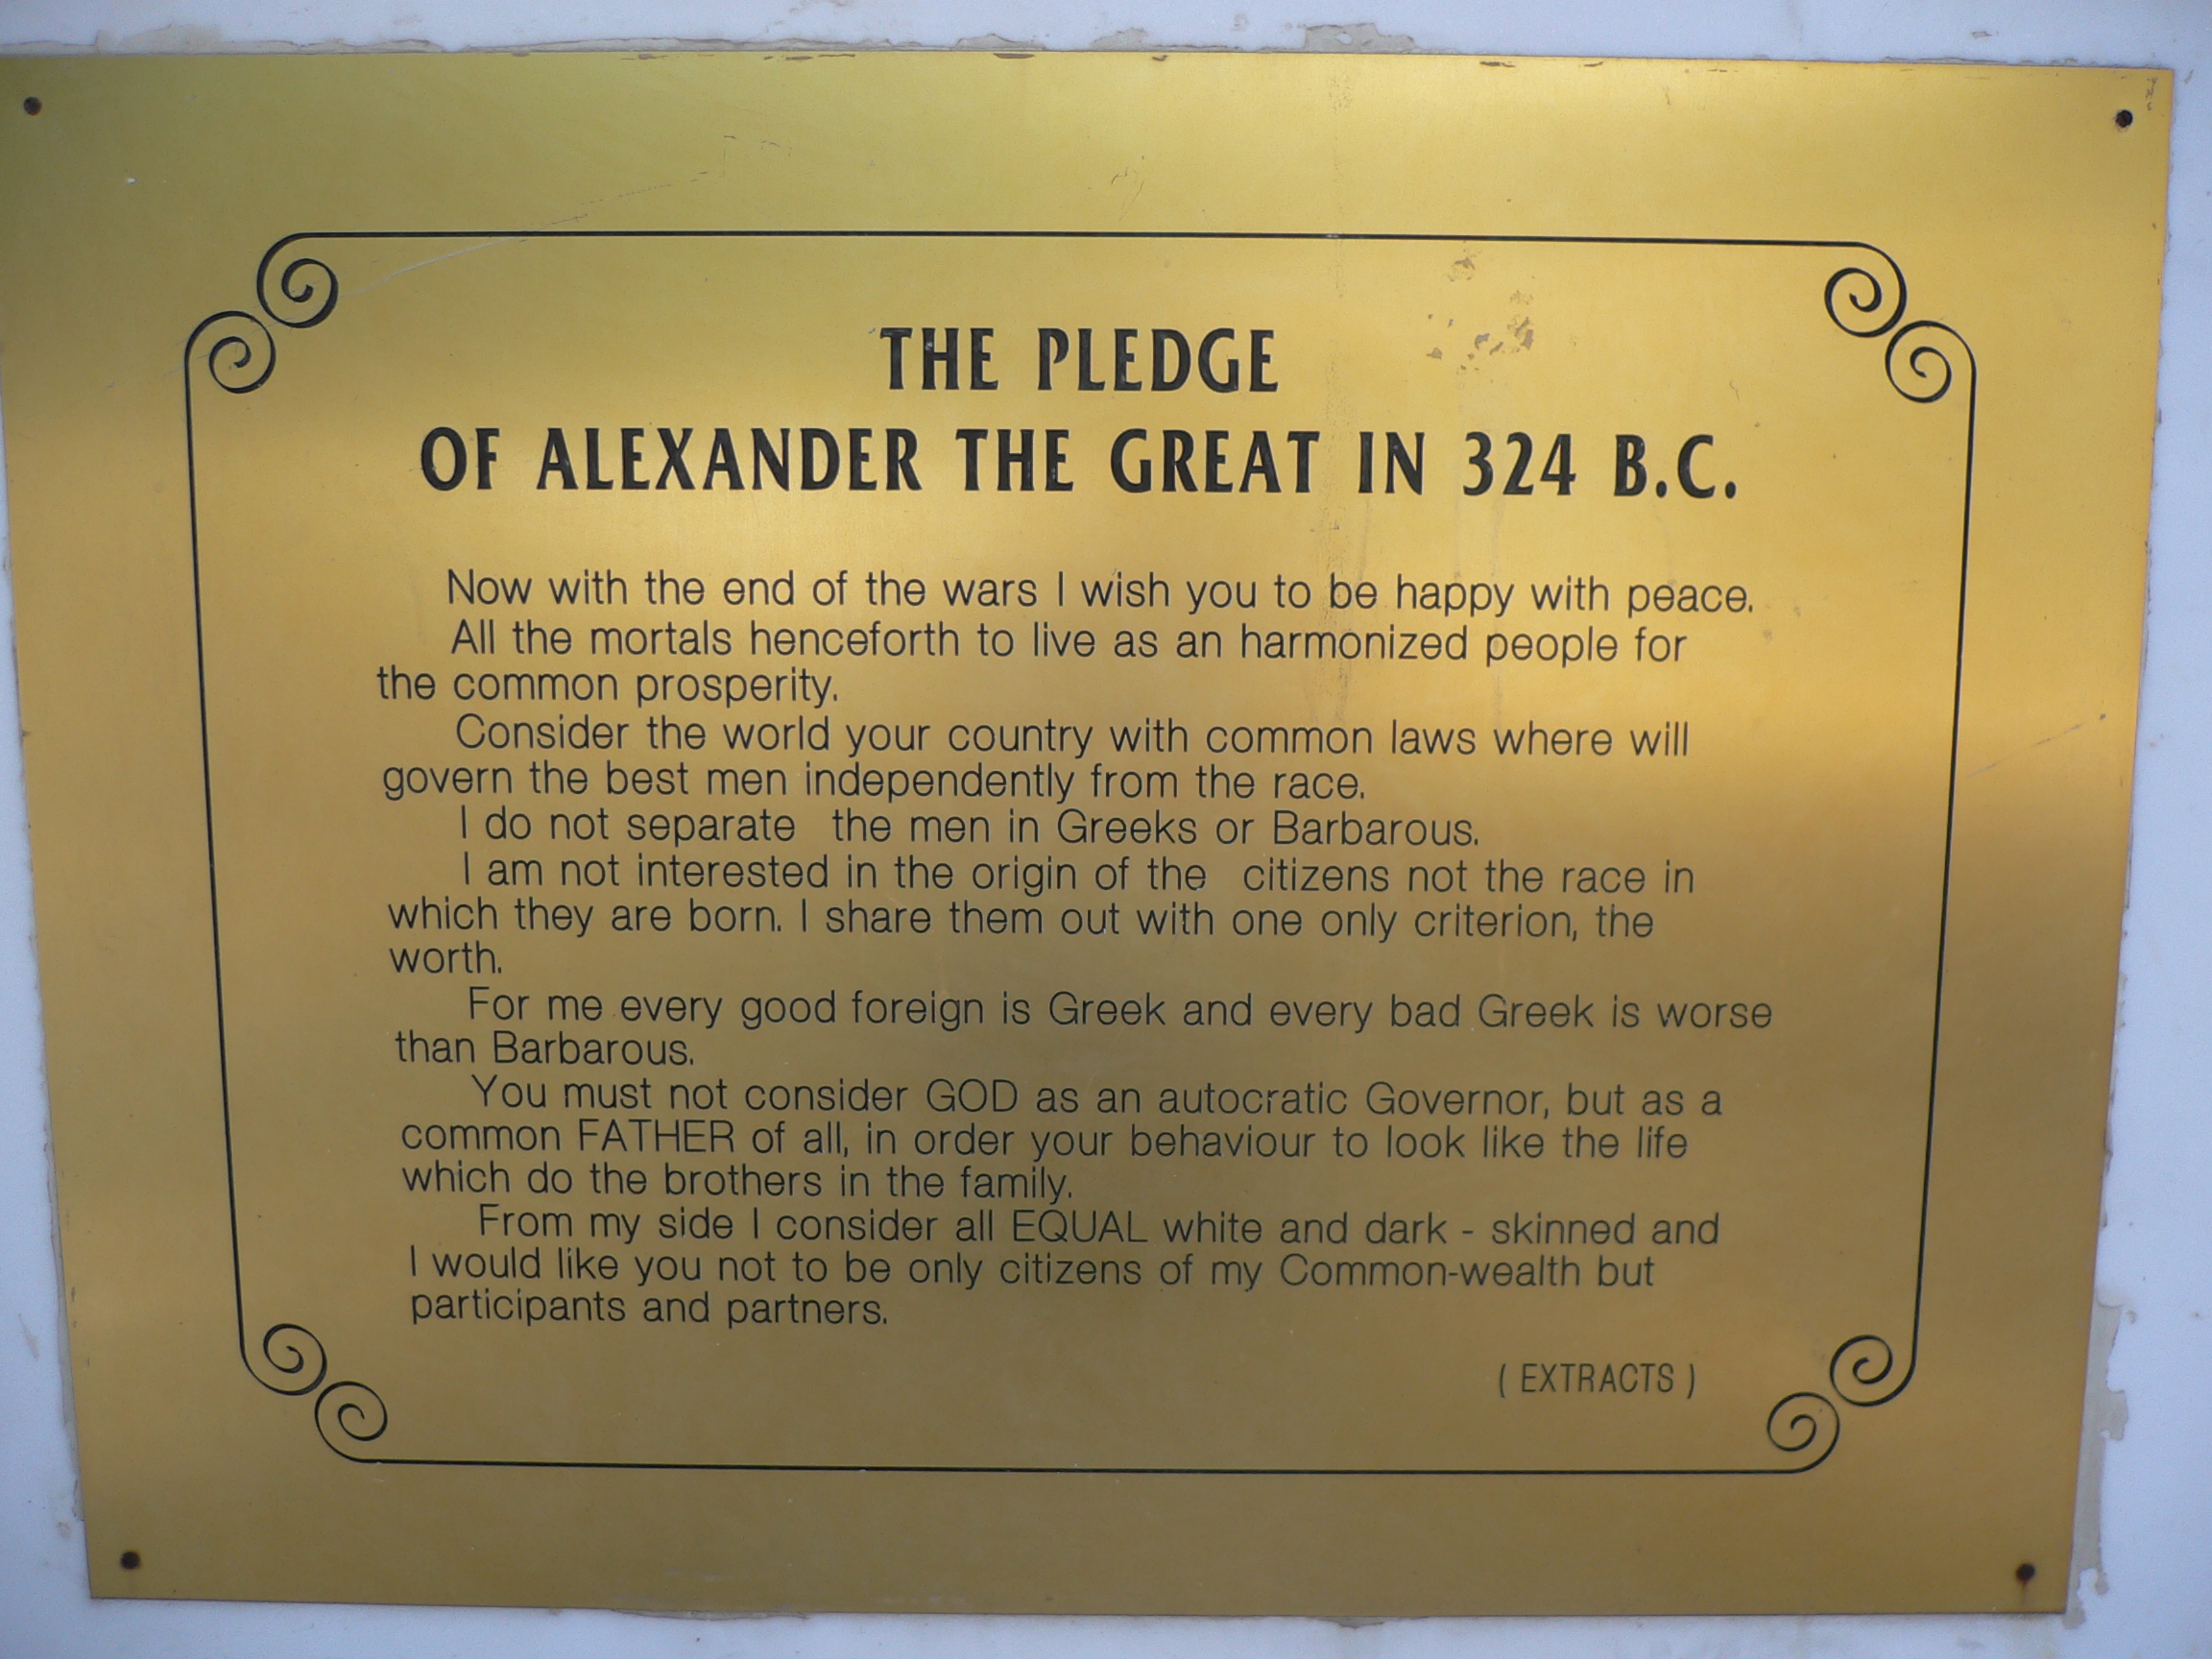 THE PLEDGE
OF ALEXANDER THE GREAT IN 324 B.C.
Now with the end of the wars I wish you to be happy with peace.
All the mortals henceforth to live as an harmonized people for
the common prosperity.
Consider the world your country with common laws where will
govern the best men independently from the race.
I do not separate the men in Greeks or Barbarous.
I am not interested in the origin of the citizens not the race in
which they are born. I share them out with one only criterion, the
worth.
For me every good foreign is Greek and every bad Greek is worse
than Barbarous.
You must not consider GOD as an autocratic Governor, but as a
common FATHER of all, in order your behaviour to look like the life
which do the brothers in the family.
From my side I consider all EQUAL white and dark - skinned and
I would like you not to be only citizens of my Common-wealth but
participants and partners.
( EXTRACTS )